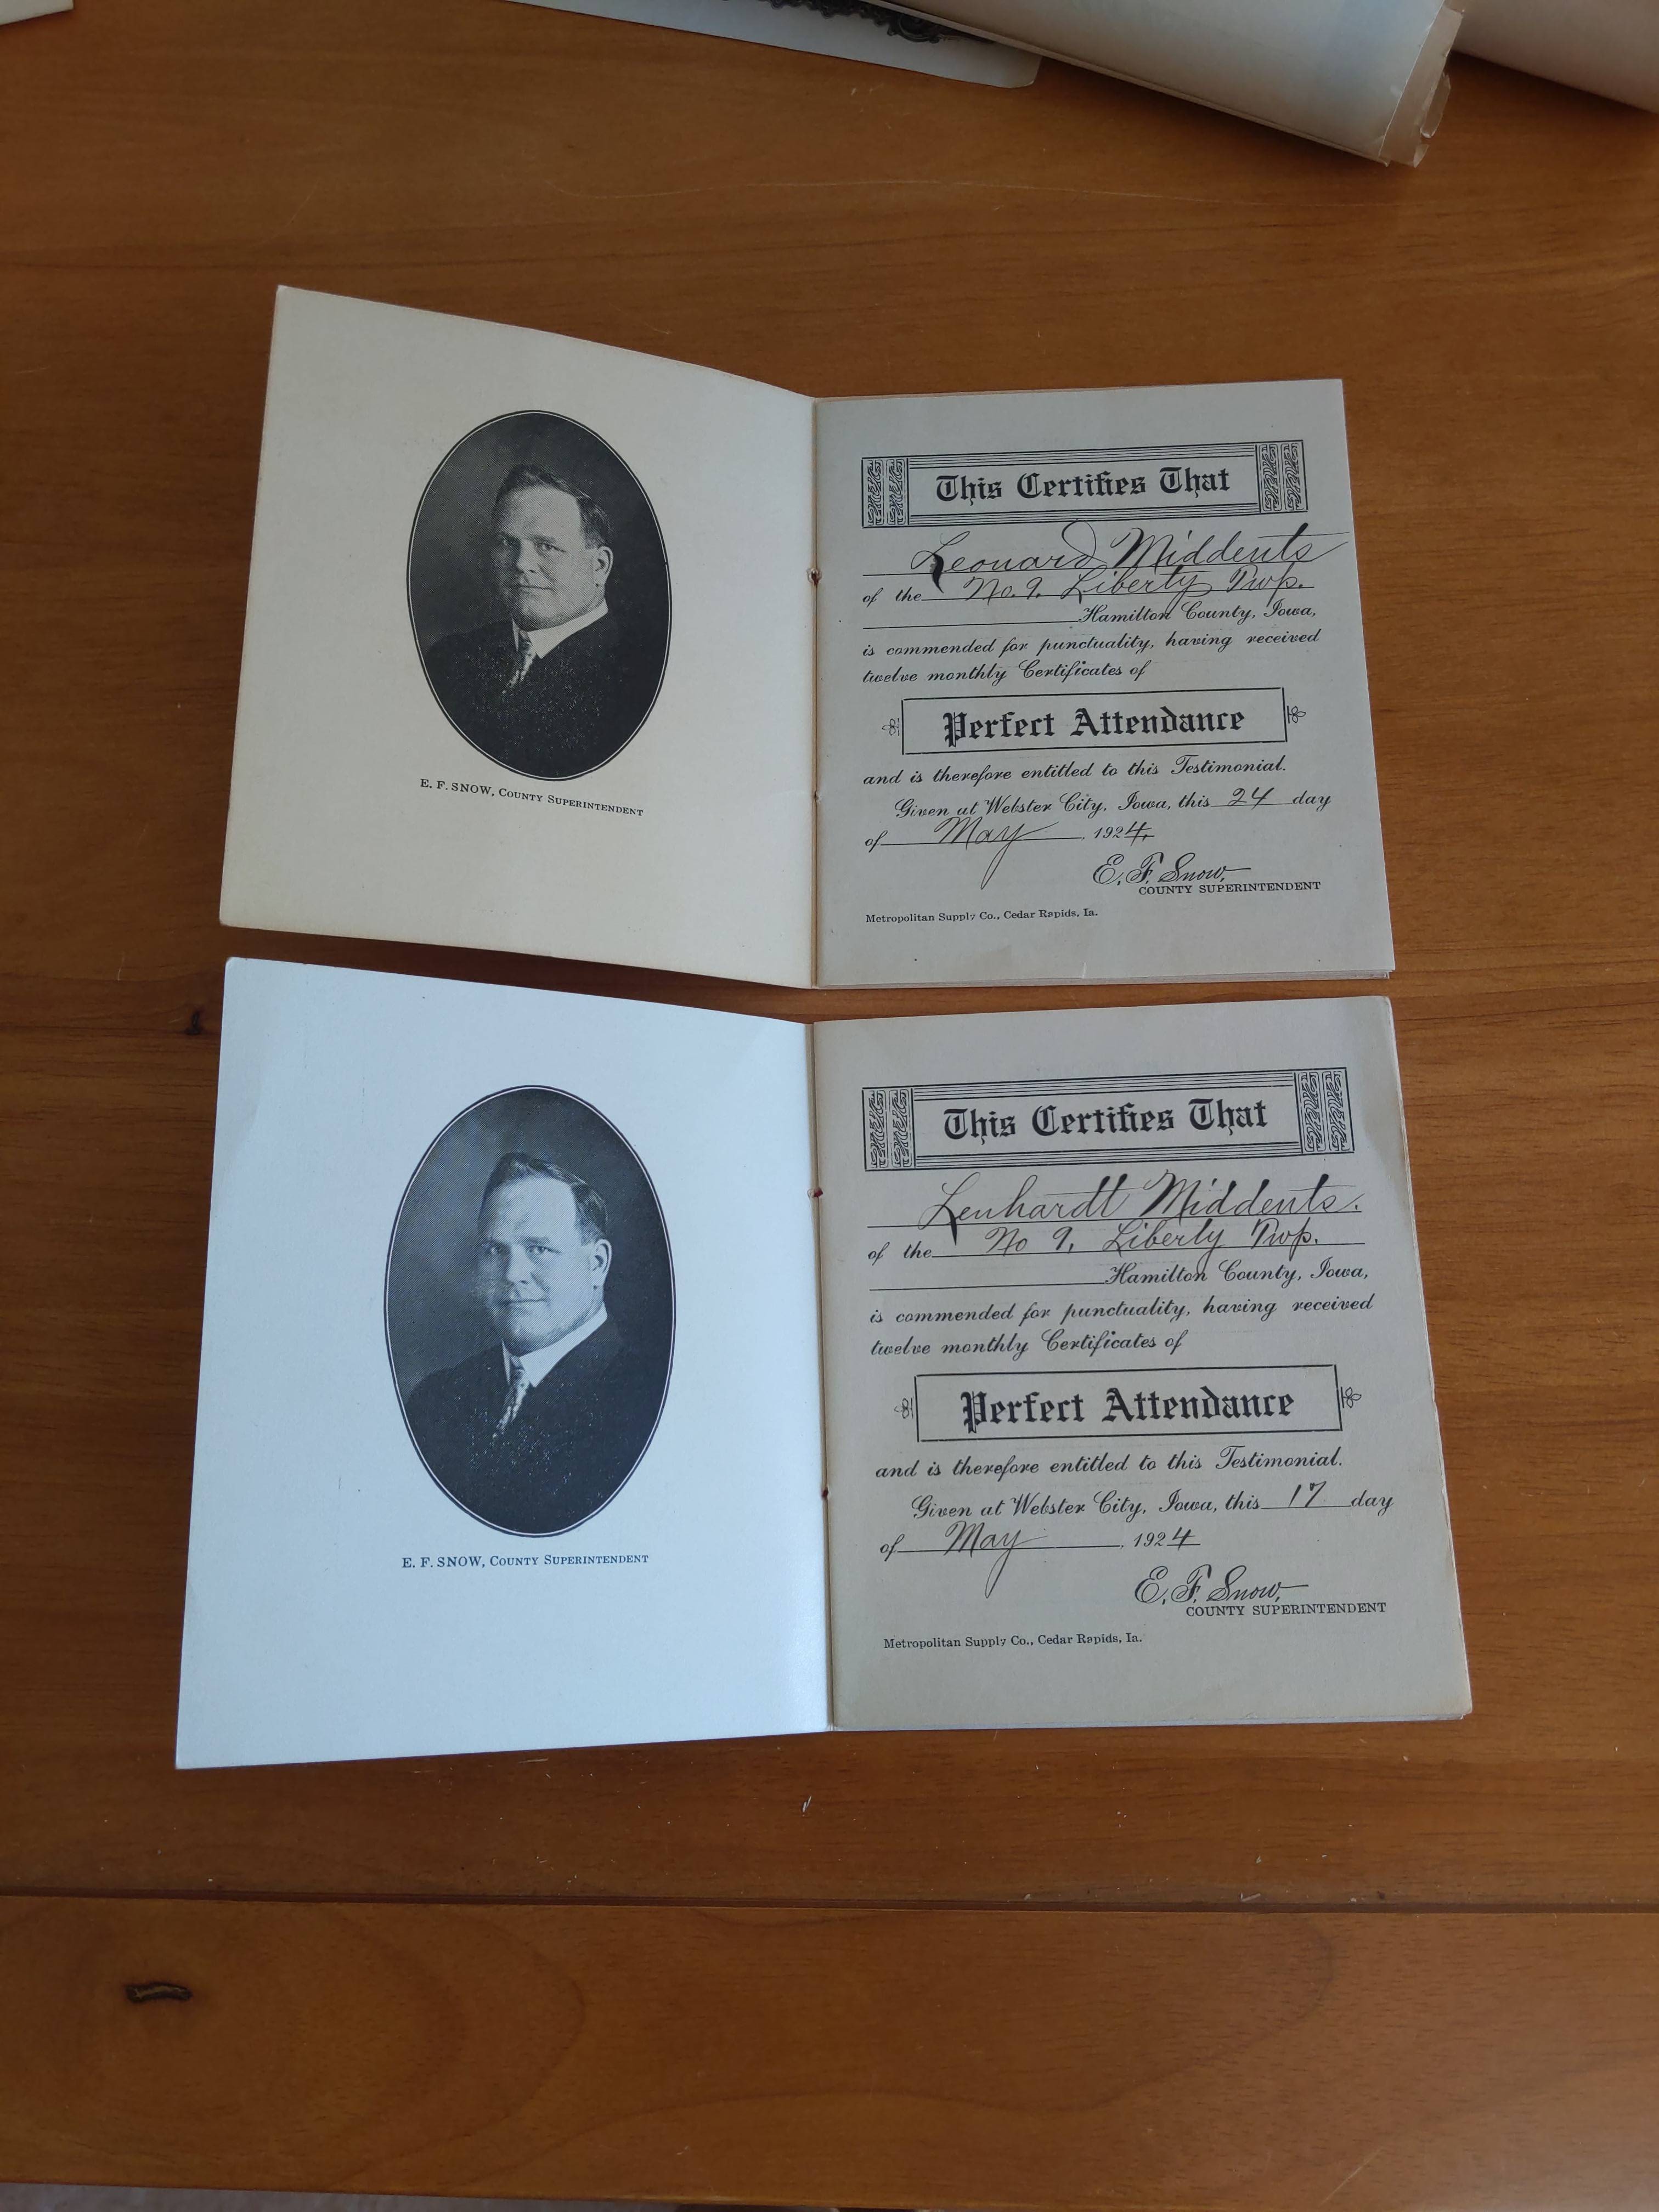 E. F. SNOW, COUNTY SUPERINTENDENT
This Certifies That
Leonard Middents
of the No. 9. Liberty Twp.
Hamilton County, Iowa,
is commended for punctuality, having received
twelve monthly Certificates of
Perfect Attendance
and is therefore entitled to this Testimonial.
Given at Webster City, Iowa, this 24 day
of May, 1924.
E. F. Snow,
COUNTY SUPERINTENDENT
Metropolitan Supply Co., Cedar Rapids, Ia.
E. F. SNOW, COUNTY SUPERINTENDENT
This Certifies That
Lenhardt Middents.
of the No 9, Liberty Twp.
Hamilton County, Iowa,
is commended for punctuality, having received
twelve monthly Certificates of
Perfect Attendance
and is therefore entitled to this Testimonial.
Given at Webster City, Iowa, this 17 day
of May, 1924
E. F. Snow,
COUNTY SUPERINTENDENT
Metropolitan Supply Co., Cedar Rapids, Ia.